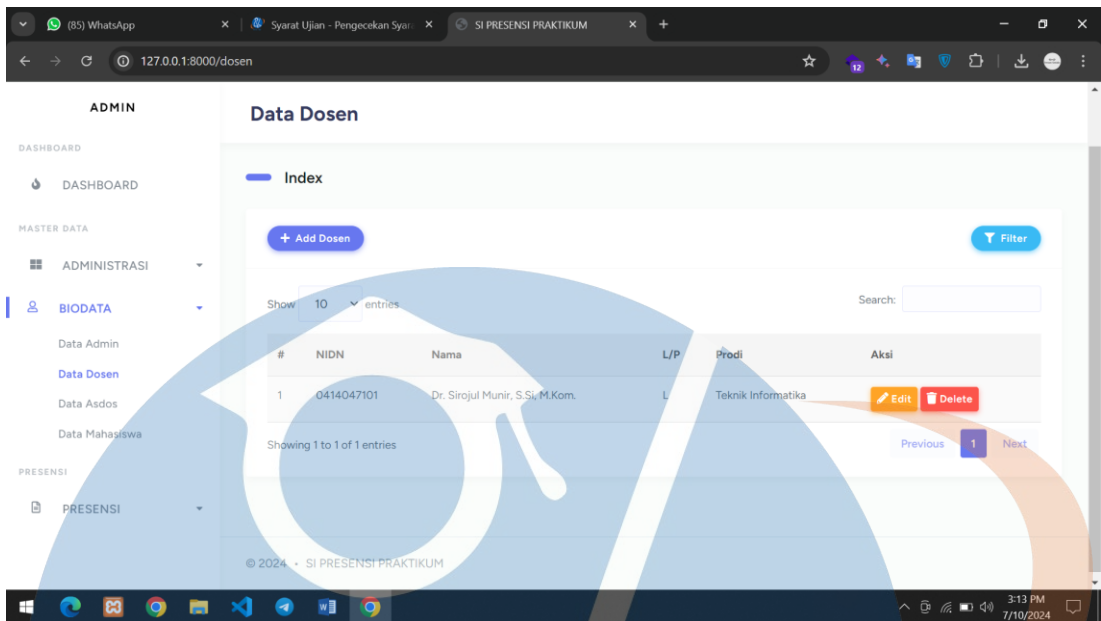 (85) WhatsApp
Syarat Ujian - Pengecekan Syar
SI PRESENSI PRAKTIKUM
127.0.0.1:8000/dosen
12
ADMIN
Data Dosen
DASHBOARD
DASHBOARD
Index
MASTER DATA
+ Add Dosen
Filter
ADMINISTRASI
BIODATA
Show 10 entries
Search:
Data Admin
# NIDN Nama L/P Prodi Aksi
Data Dosen
1 0414047101 Dr. Sirojul Munir, S.Si, M.Kom. L Teknik Informatika Edit Delete
Data Asdos
Data Mahasiswa
Showing 1 to 1 of 1 entries
Previous 1 Next
PRESENSI
PRESENSI
© 2024 • SI PRESENSI PRAKTIKUM
3:13 PM
7/10/2024